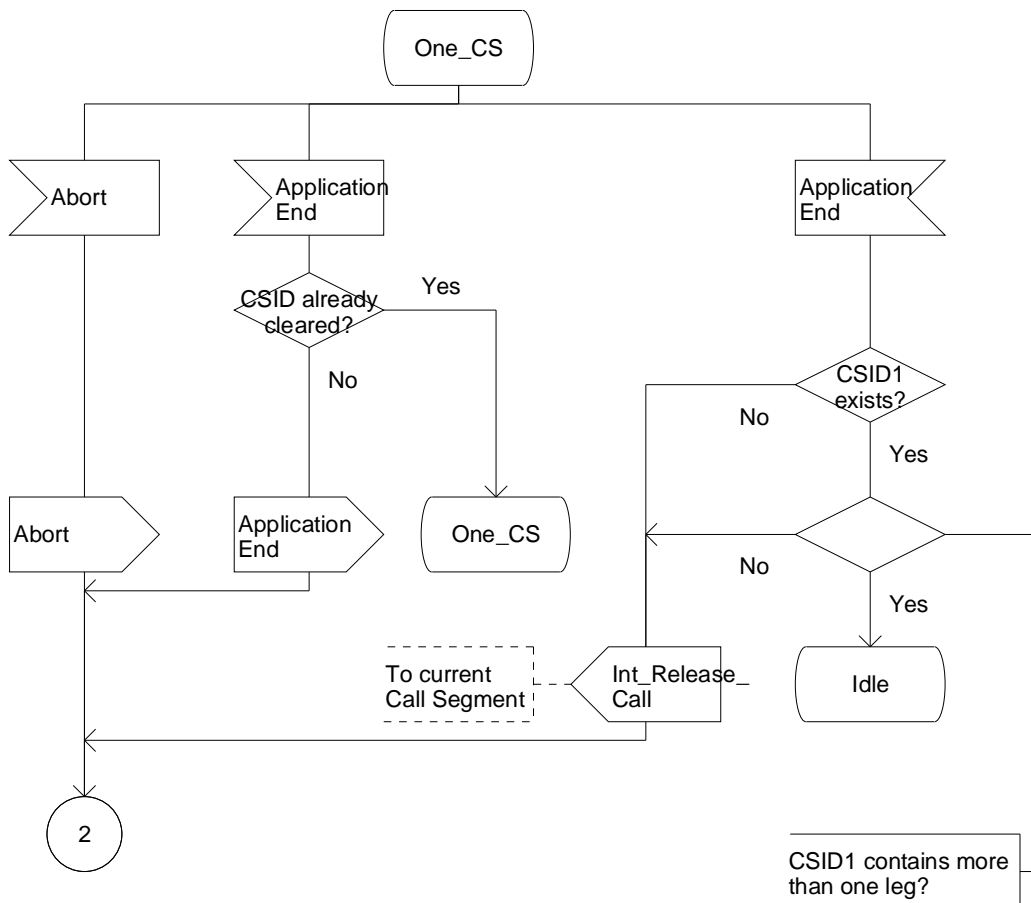 One_CS
Abort
Application
End
Application
End
CSID already
cleared?
Yes
No
CSID1
exists?
No
Yes
Abort
Application
End
One_CS
No
Yes
To current
Call Segment
Int_Release_
Call
Idle
2
CSID1 contains more
than one leg?